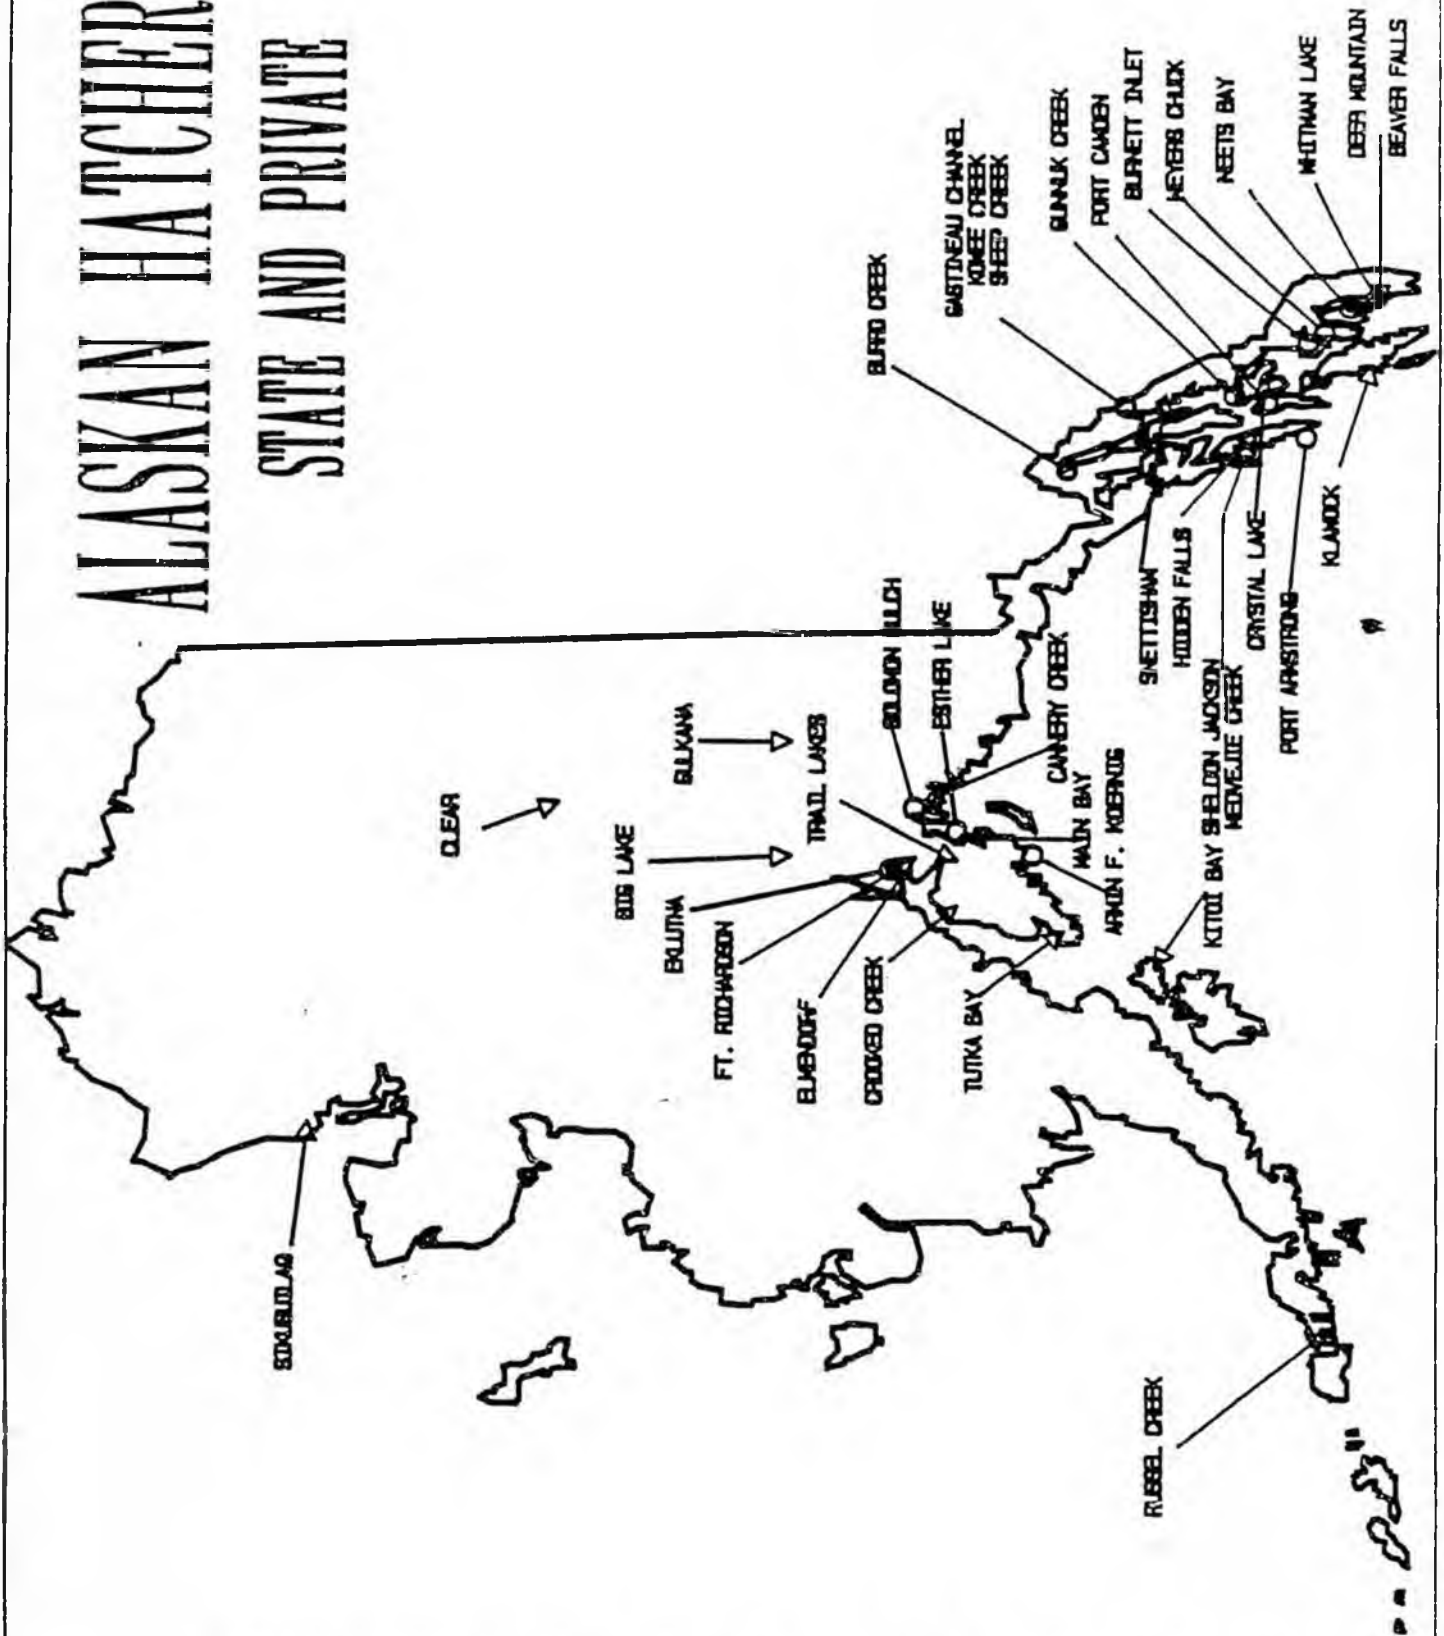 ALASKAN HATCHER
STATE AND PRIVATE
SIKUSUILAQ
CLEAR
BIG LAKE
GULKANA
EKLUTNA
FT. RICHARDSON
TRAIL LAKES
ELMENDORF
CROOKED CREEK
SOLOMON GULCH
ESTHER LAKE
TUTKA BAY
CANNERY CREEK
MAIN BAY
ARMIN F. KOERNIG
BURRO CREEK
GASTINEAU CHANNEL
KOWEE CREEK
SHEEP CREEK
GUNNUK CREEK
PORT CAMDEN
BURNETT INLET
MEYERS CHUCK
NEETS BAY
WHITMAN LAKE
DEER MOUNTAIN
BEAVER FALLS
SNETTISHAM
HIDDEN FALLS
SHELDON JACKSON
MEDVEJIE CREEK
CRYSTAL LAKE
PORT ARMSTRONG
KLAWOCK
KITOI BAY
RUSSEL CREEK